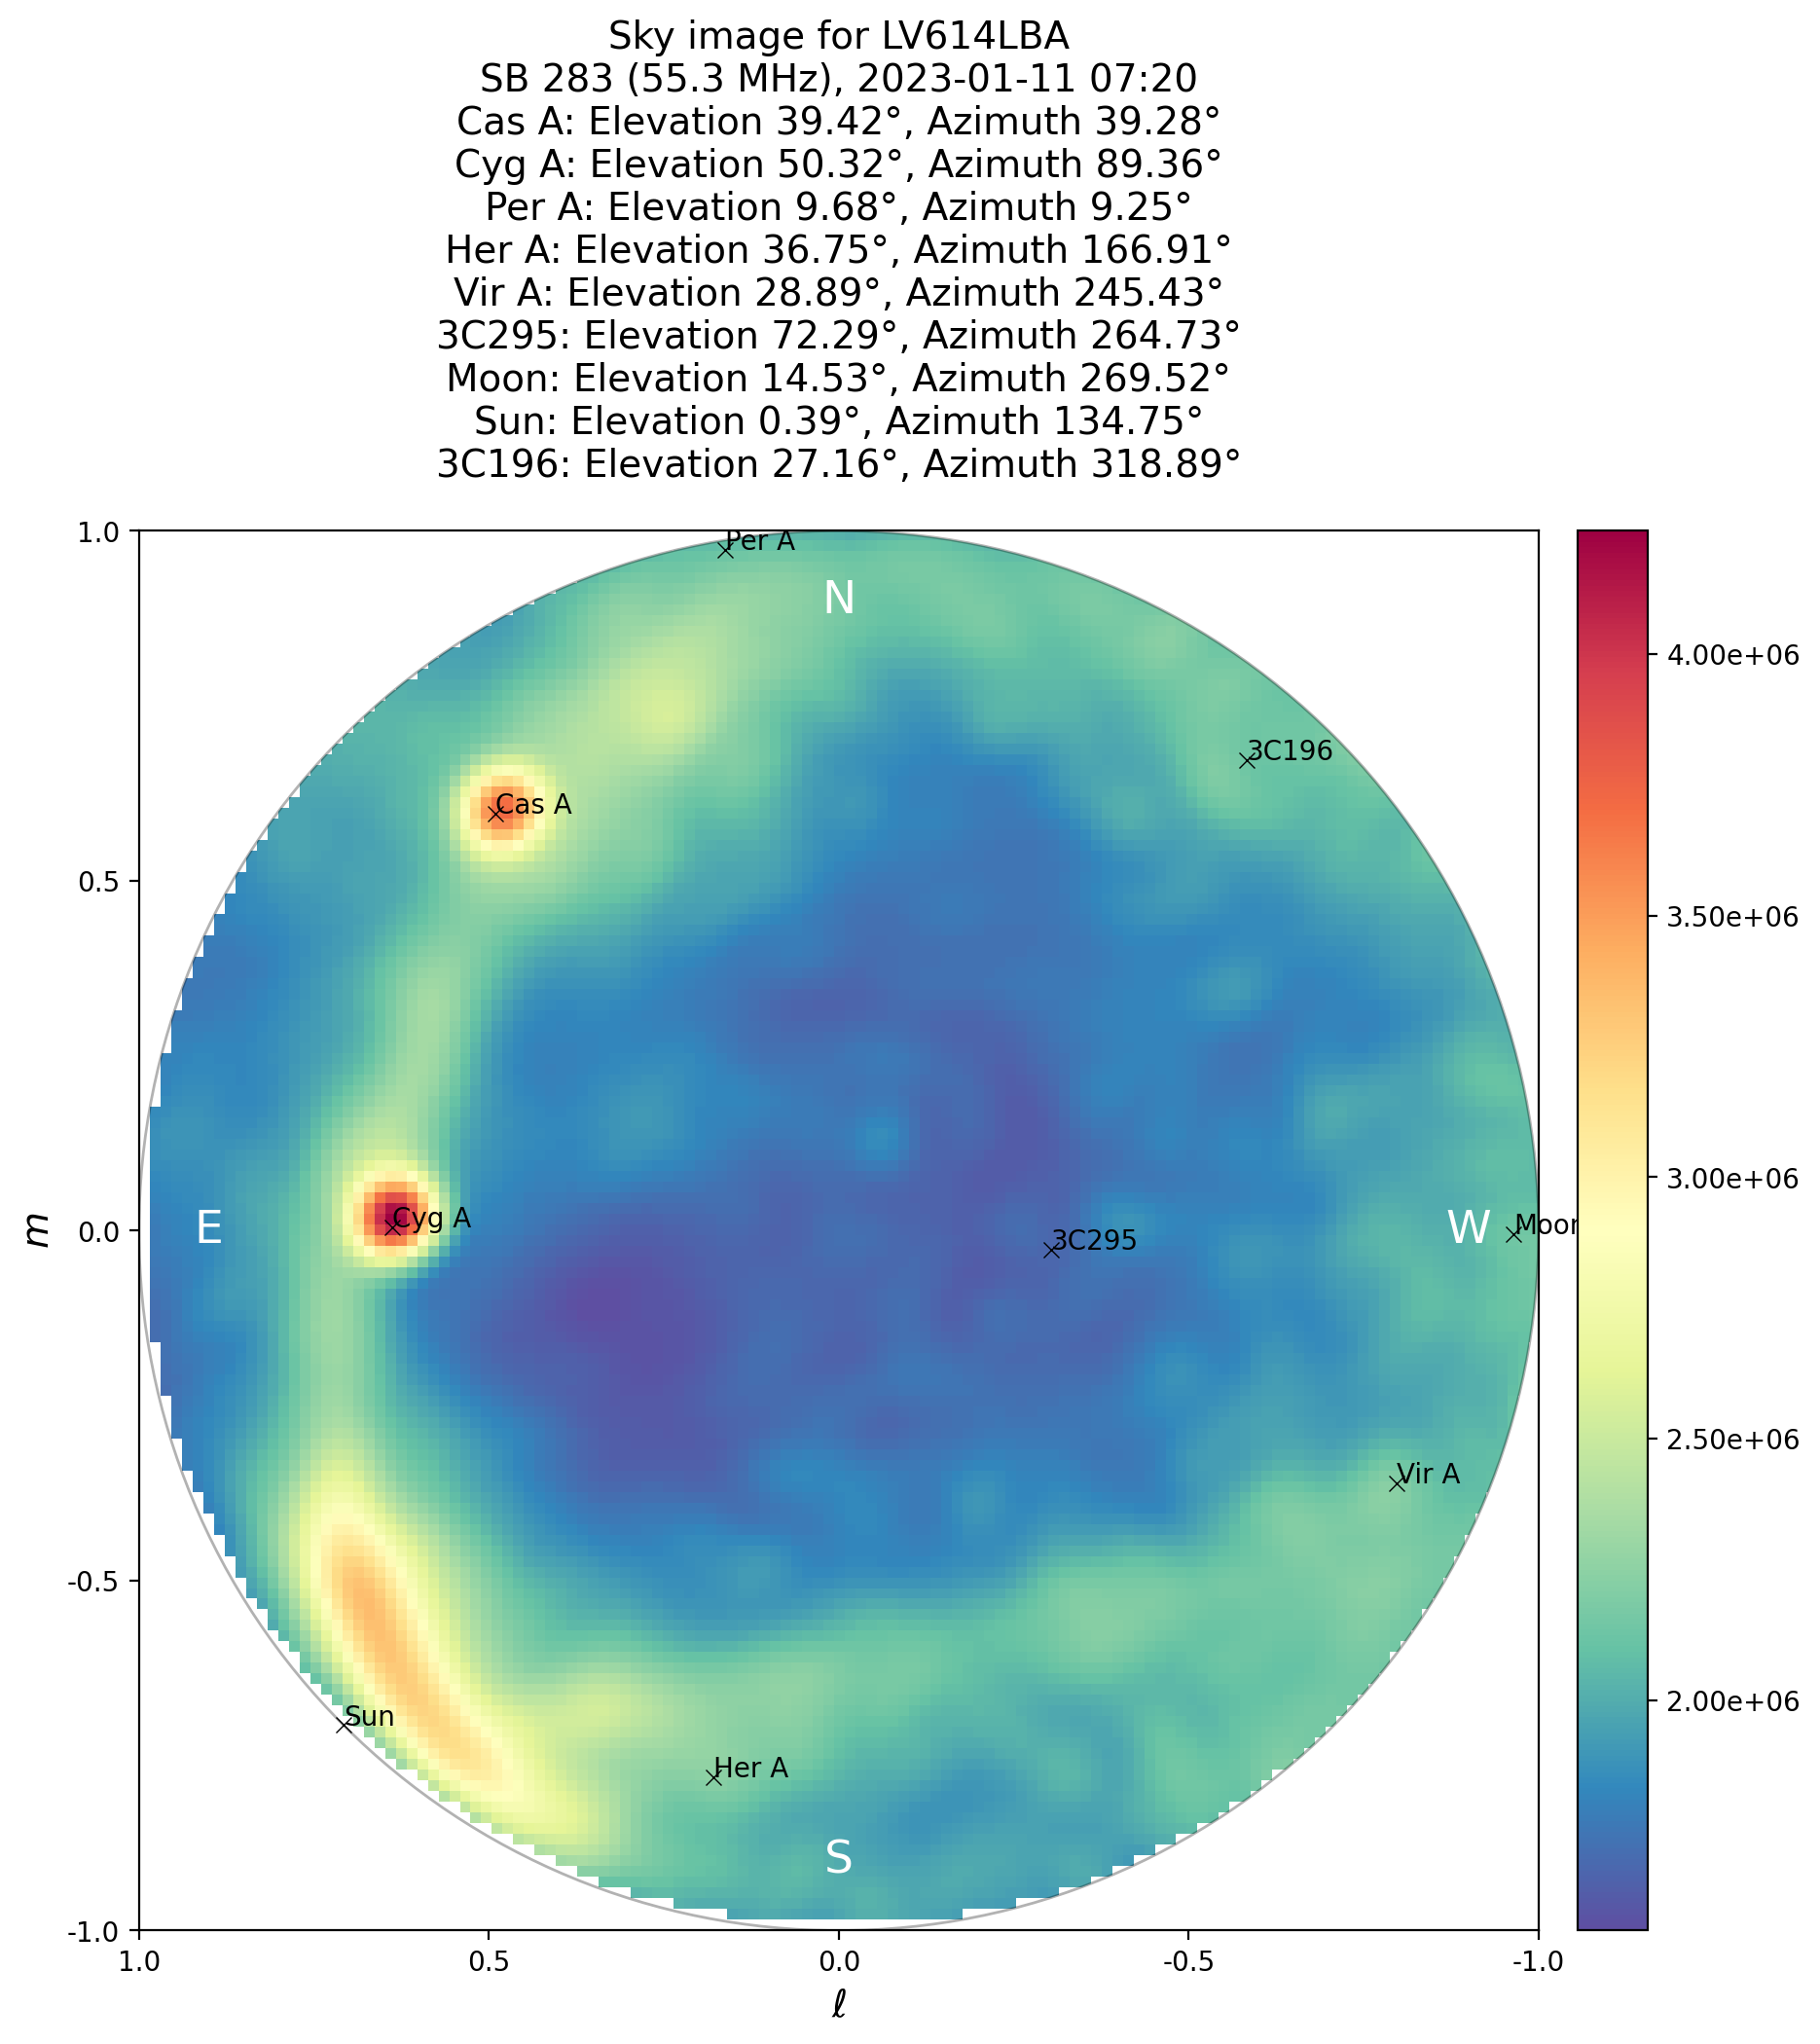 Sky image for LV614LBA
SB 283 (55.3 MHz), 2023-01-11 07:20
Cas A: Elevation 39.42°, Azimuth 39.28°
Cyg A: Elevation 50.32°, Azimuth 89.36°
Per A: Elevation 9.68°, Azimuth 9.25°
Her A: Elevation 36.75°, Azimuth 166.91°
Vir A: Elevation 28.89°, Azimuth 245.43°
3C295: Elevation 72.29°, Azimuth 264.73°
Moon: Elevation 14.53°, Azimuth 269.52°
Sun: Elevation 0.39°, Azimuth 134.75°
3C196: Elevation 27.16°, Azimuth 318.89°
1.0
Per A
N
4.00e+06
3C196
Cas A
0.5
3.50e+06
3.00e+06
m
0.0
E
Cyg A
3C295
W
Moon
2.50e+06
Vir A
-0.5
2.00e+06
Sun
Her A
S
-1.0
1.0
0.5
0.0
-0.5
-1.0
ℓ